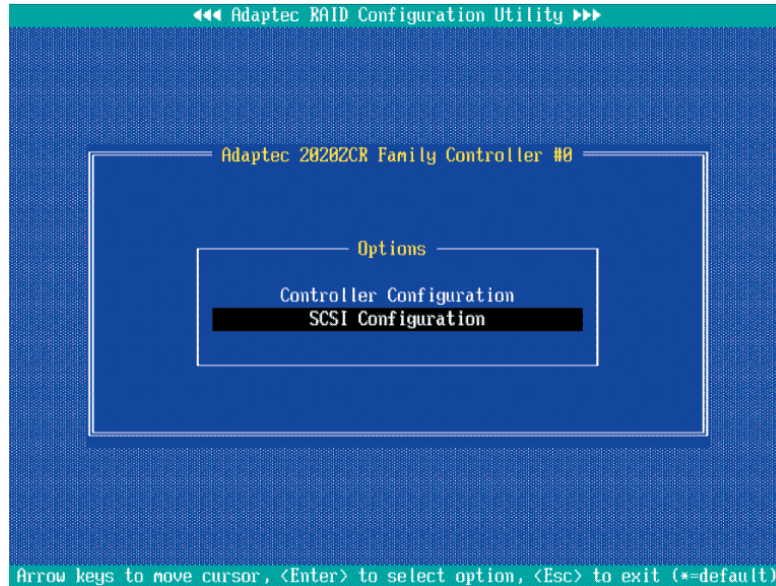 ◄◄◄ Adaptec RAID Configuration Utility ►►►
Adaptec 2020ZCR Family Controller #0
Options
Controller Configuration
SCSI Configuration
Arrow keys to move cursor, <Enter> to select option, <Esc> to exit (*=default)